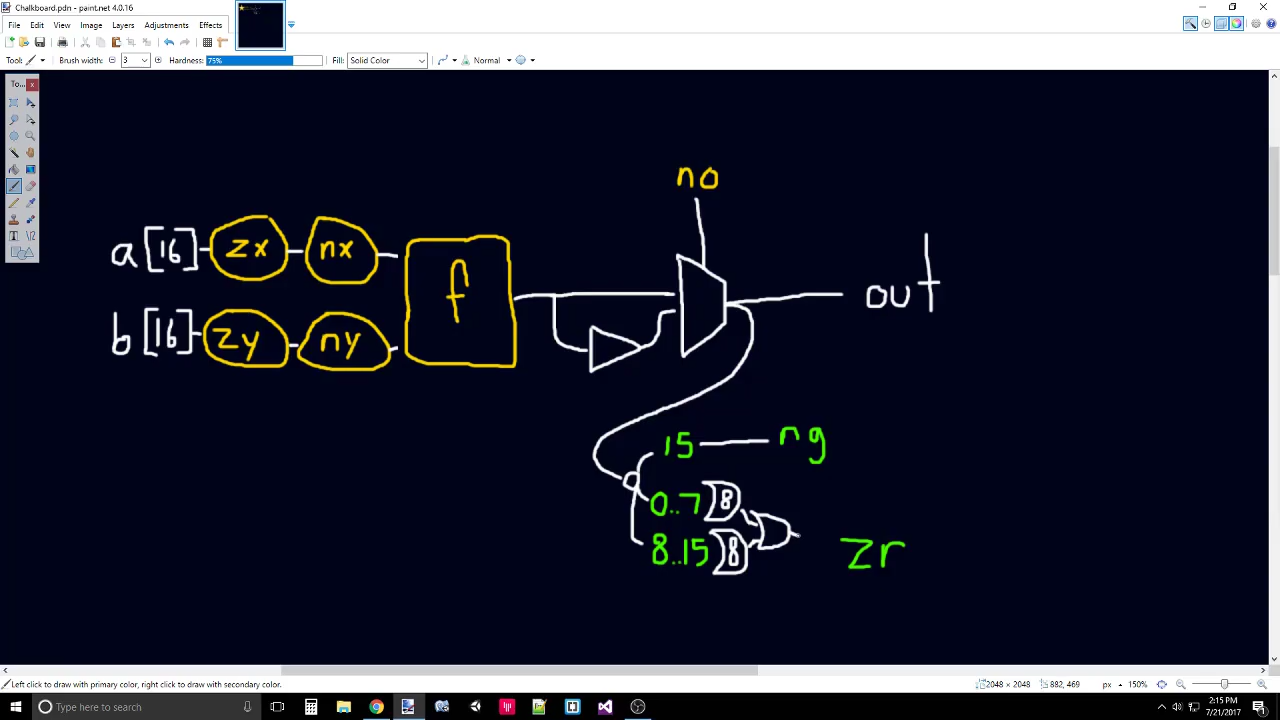 Chalkboard.pdn - paint.net 4.0.16
File Edit View Image Layers Adjustments Effects
Tool: Brush width: 3 Hardness: 75% Fill: Solid Color Normal
To...
no
a[16] zx nx
f
b[16] zy ny
out
15 ng
0..7 8
8..15 8
zr
Left click to draw with primary color, right click to draw with secondary color. 2048 × 2048 882, 469 px 150%
Type here to search
2:15 PM
7/21/2017